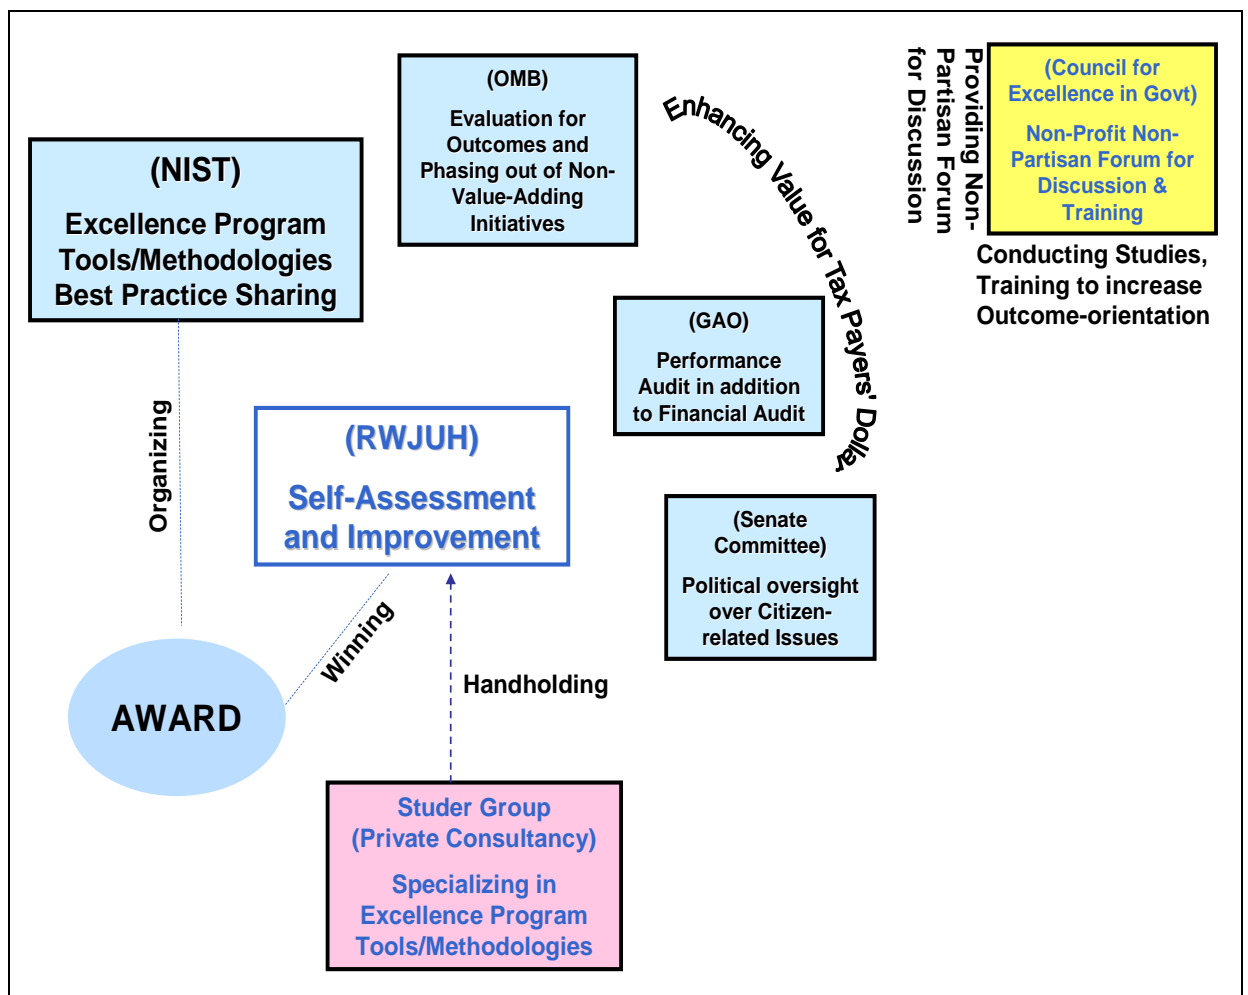 (OMB)
Evaluation for
Outcomes and
Phasing out of Non-
Value-Adding
Initiatives
Enhancing Value for Tax Payers' Dollar
Providing Non-
Partisan Forum
for Discussion
(Council for
Excellence in Govt)
Non-Profit Non-
Partisan Forum for
Discussion &
Training
Conducting Studies,
Training to increase
Outcome-orientation
(NIST)
Excellence Program
Tools/Methodologies
Best Practice Sharing
(GAO)
Performance
Audit in addition
to Financial Audit
Organizing
(RWJUH)
Self-Assessment
and Improvement
(Senate
Committee)
Political oversight
over Citizen-
related Issues
Winning
Handholding
AWARD
Studer Group
(Private Consultancy)
Specializing in
Excellence Program
Tools/Methodologies